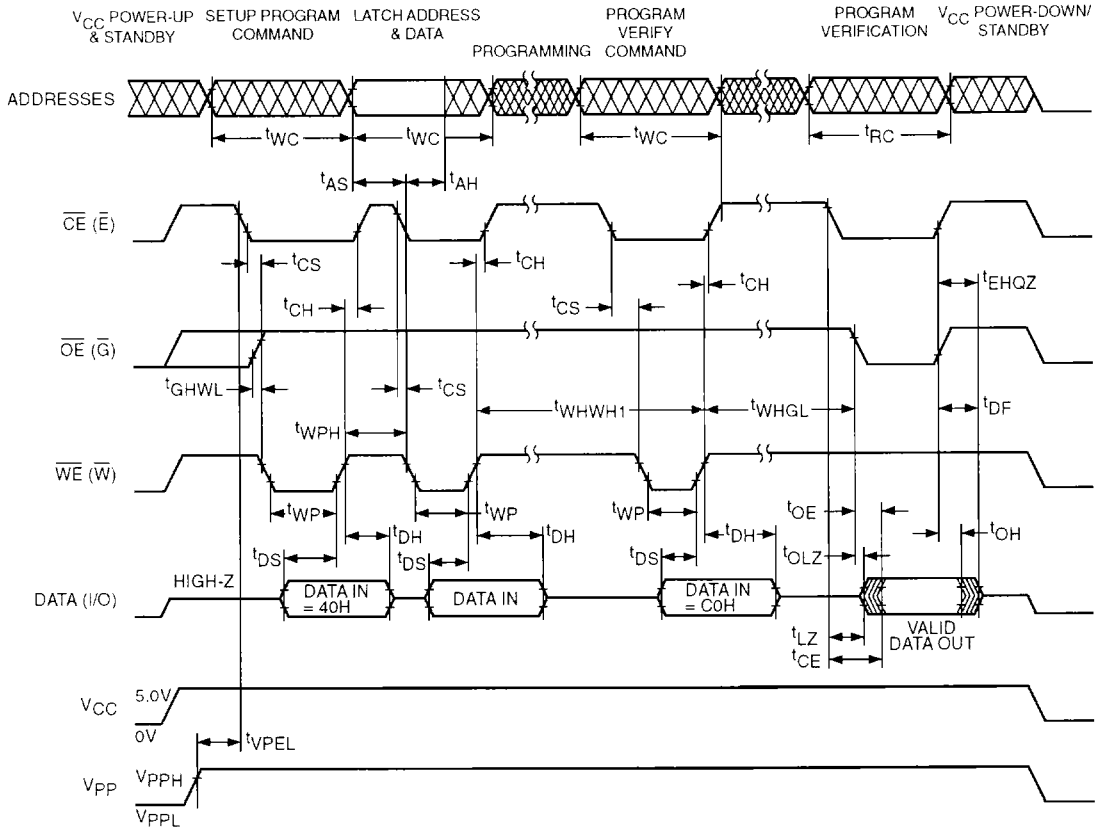 VCC POWER-UP & STANDBY
SETUP PROGRAM COMMAND
LATCH ADDRESS & DATA
PROGRAMMING
PROGRAM VERIFY COMMAND
PROGRAM VERIFICATION
VCC POWER-DOWN/ STANDBY
ADDRESSES
tWC
tWC
tWC
tRC
tAS
tAH
CE (E)
tCS
tCH
tCH
tCS
tCH
tEHQZ
OE (G)
tGHWL
tCS
tWPH
tWHWH1
tWHGL
tDF
WE (W)
tWP
tWP
tWP
tOE
tDH
tDH
tDH
tOH
tDS
tDS
tDS
tOLZ
HIGH-Z
DATA (I/O)
DATA IN = 40H
DATA IN
DATA IN = C0H
VALID DATA OUT
tLZ
tCE
VCC
5.0V
0V
tVPEL
VPP
VPPH
VPPL